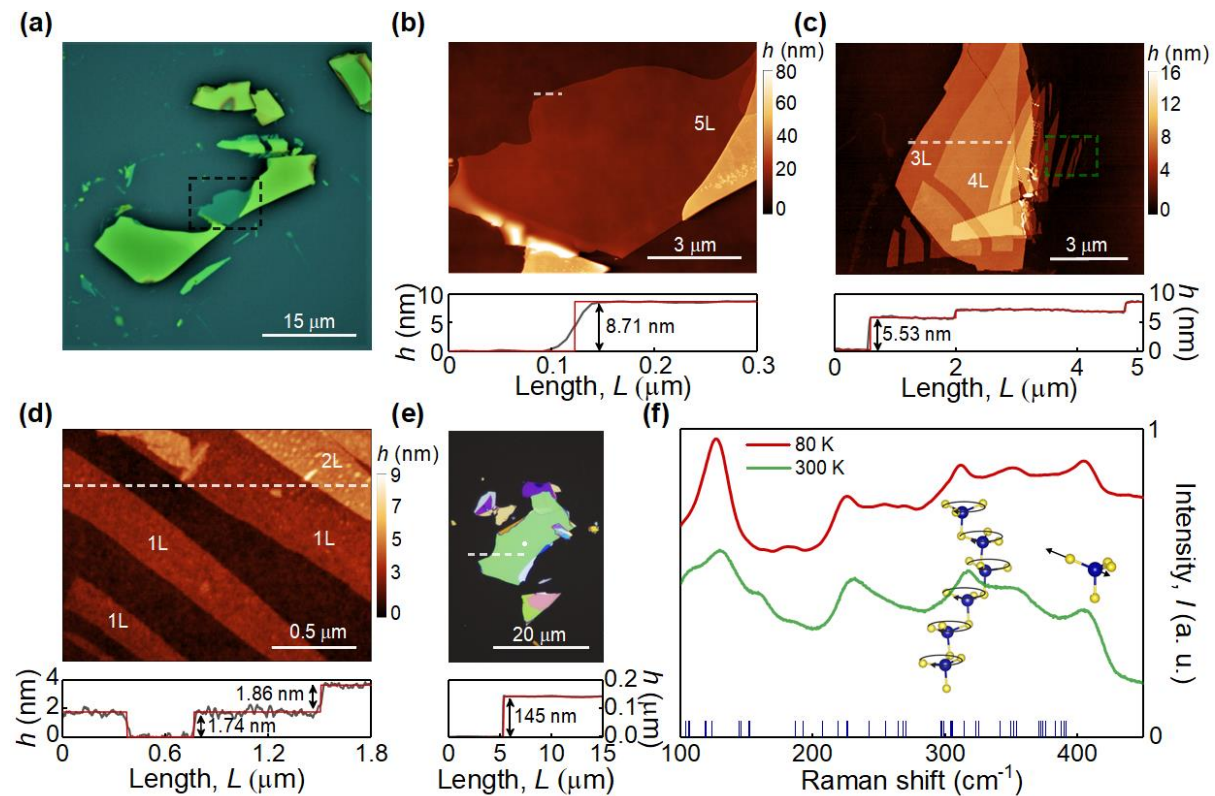 (a)
15 μm
(b)
h (nm)
80
60
40
20
0
5L
3 μm
10
5
0
h (nm)
8.71 nm
0
0.1
0.2
0.3
Length, L (μm)
(c)
h (nm)
16
12
8
4
0
3L
4L
3 μm
10
5
0
h (nm)
5.53 nm
0
2
4
5
Length, L (μm)
(d)
h (nm)
9
7
5
3
0
2L
1L
1L
1L
0.5 μm
4
2
0
h (nm)
1.86 nm
1.74 nm
0
0.6
1.2
1.8
Length, L (μm)
(e)
20 μm
0.2
0.1
0.0
h (μm)
145 nm
0
5
10
15
Length, L (μm)
(f)
80 K
300 K
1
0
Intensity, I (a. u.)
100
200
300
400
Raman shift (cm⁻¹)